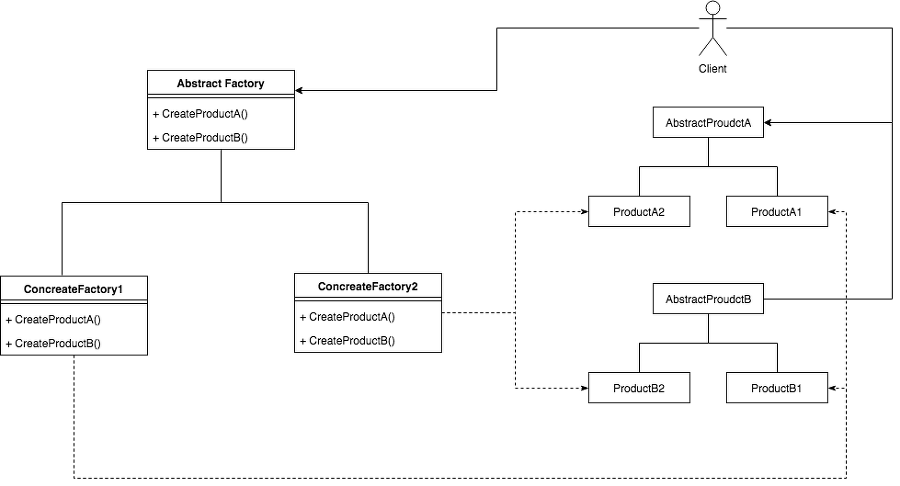 Client
Abstract Factory
+ CreateProductA()
+ CreateProductB()
AbstractProudctA
ProductA2
ProductA1
ConcreateFactory1
+ CreateProductA()
+ CreateProductB()
ConcreateFactory2
+ CreateProductA()
+ CreateProductB()
AbstractProudctB
ProductB2
ProductB1